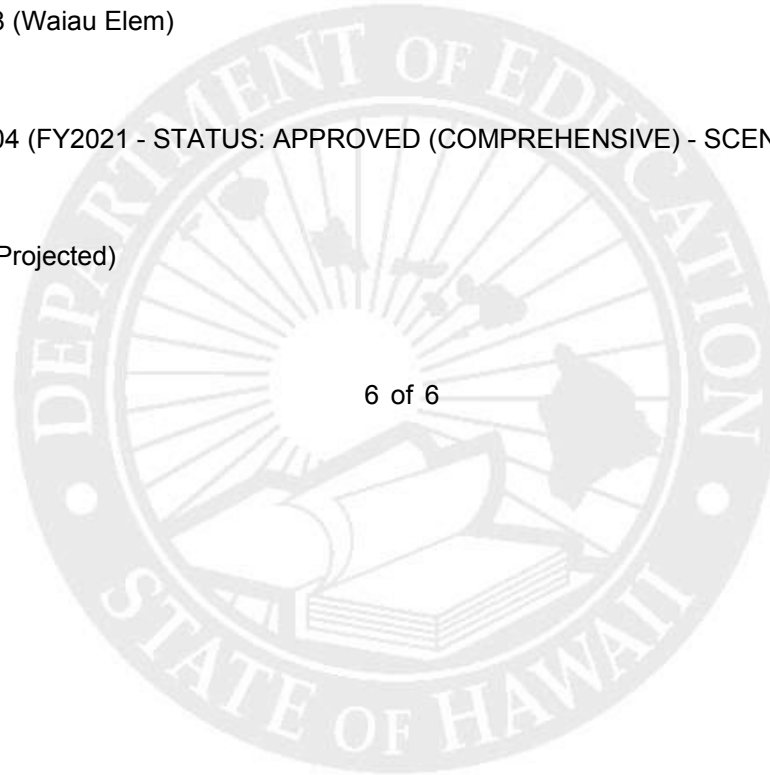 3 (Waiau Elem)
04 (FY2021 - STATUS: APPROVED (COMPREHENSIVE) - SCEN
Projected)
6 of 6
DEPARTMENT OF EDUCATION
STATE OF HAWAII